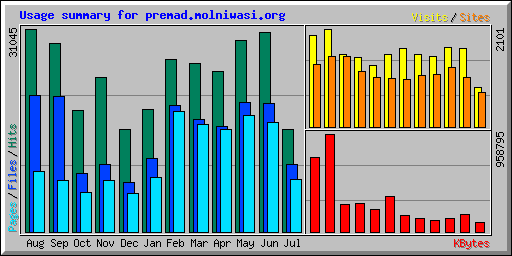 Usage summary for premad.molniwasi.org
Visits / Sites
31045
2101
Pages / Files / Hits
958795
Aug Sep Oct Nov Dec Jan Feb Mar Apr May Jun Jul
KBytes